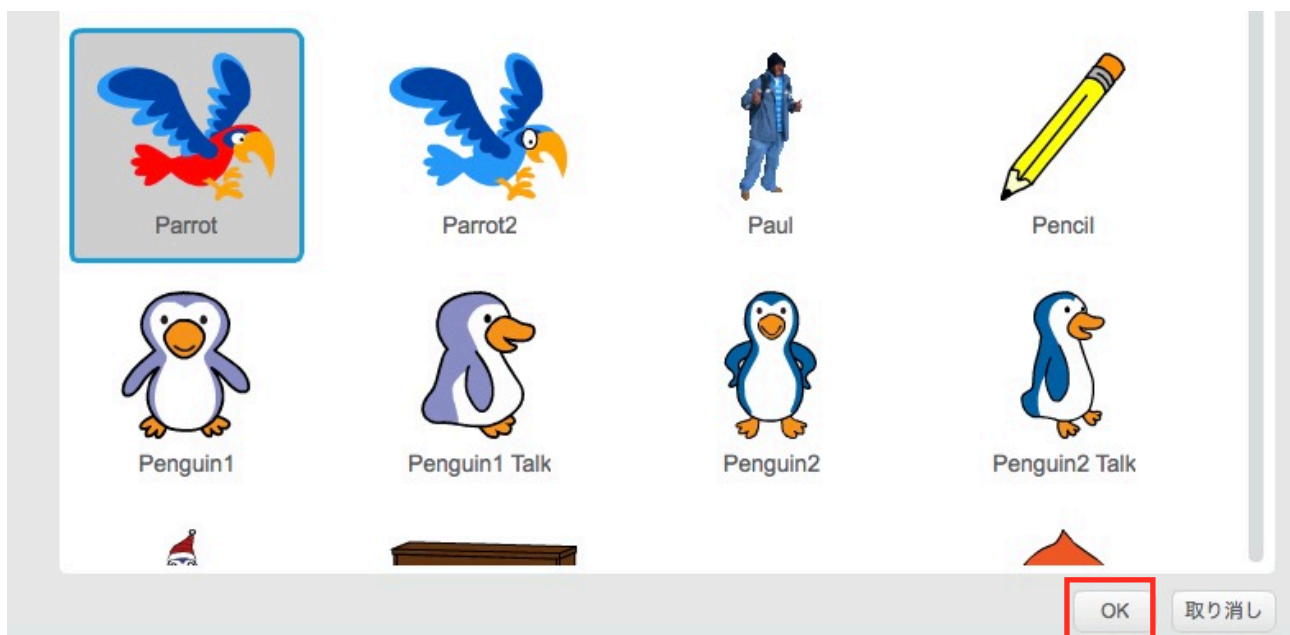 Parrot
Parrot2
Paul
Pencil
Penguin1
Penguin1 Talk
Penguin2
Penguin2 Talk
OK
取り消し